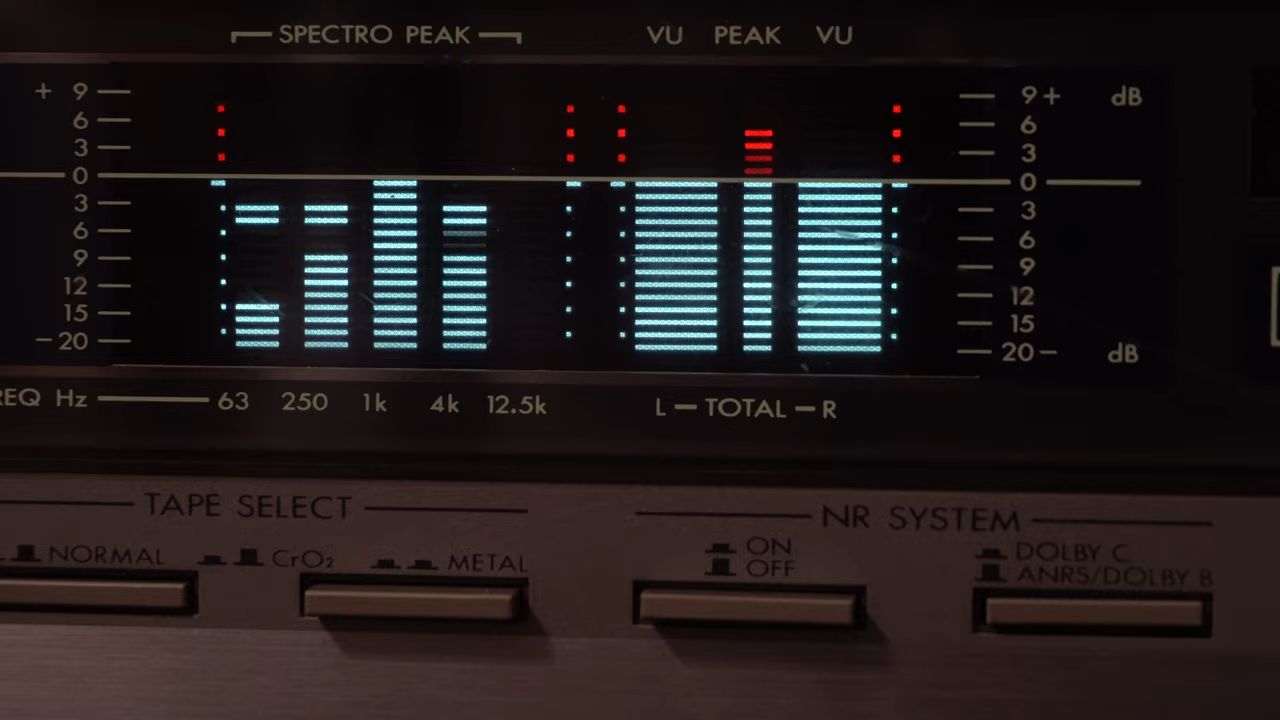 SPECTRO PEAK
VU PEAK VU
+ 9
6
3
0
3
6
9
12
15
-20
9+ dB
6
3
0
3
6
9
12
15
20- dB
REQ Hz 63 250 1k 4k 12.5k
L-TOTAL-R
TAPE SELECT
NORMAL CrO₂ METAL
NR SYSTEM
ON
OFF
DOLBY C
ANRS/DOLBY B